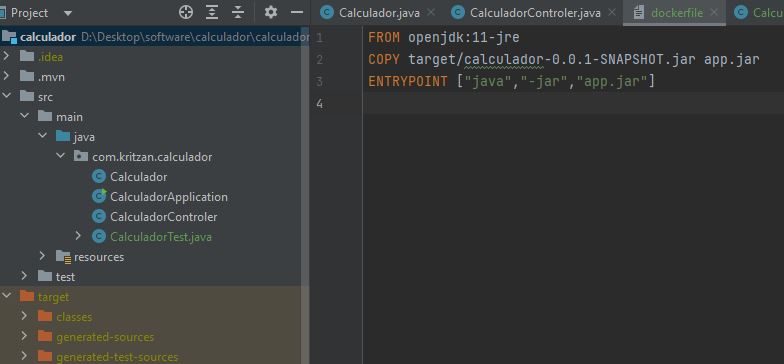 Project
Calculador.java
CalculadorControler.java
dockerfile
calculador D:\Desktop\software\calculador\calculador
.idea
.mvn
src
main
java
com.kritzan.calculador
Calculador
CalculadorApplication
CalculadorControler
CalculadorTest.java
resources
test
target
classes
generated-sources
generated-test-sources
1 FROM openjdk:11-jre
2 COPY target/calculador-0.0.1-SNAPSHOT.jar app.jar
3 ENTRYPOINT ["java","-jar","app.jar"]
4